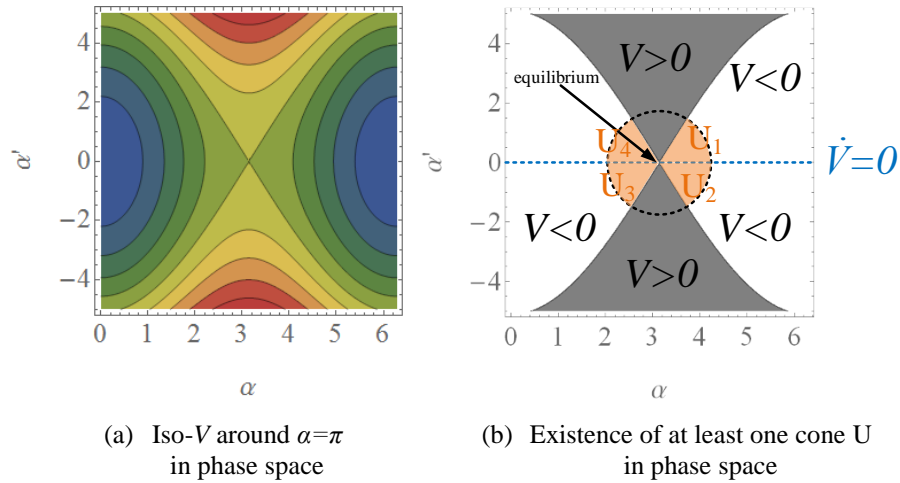 4
2
0
−2
−4
α'
0 1 2 3 4 5 6
α
(a) Iso-V around α=π
in phase space
4
2
0
−2
−4
α'
0 1 2 3 4 5 6
α
V>0
V<0
equilibrium
U4 U1
V̇=0
U3 U2
V<0 V<0
V>0
(b) Existence of at least one cone U
in phase space